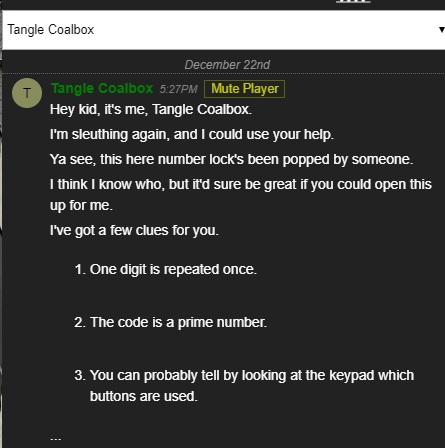 Tangle Coalbox
December 22nd
T
Tangle Coalbox 5:27PM Mute Player
Hey kid, it's me, Tangle Coalbox.
I'm sleuthing again, and I could use your help.
Ya see, this here number lock's been popped by someone.
I think I know who, but it'd sure be great if you could open this
up for me.
I've got a few clues for you.
1. One digit is repeated once.
2. The code is a prime number.
3. You can probably tell by looking at the keypad which
buttons are used.
...